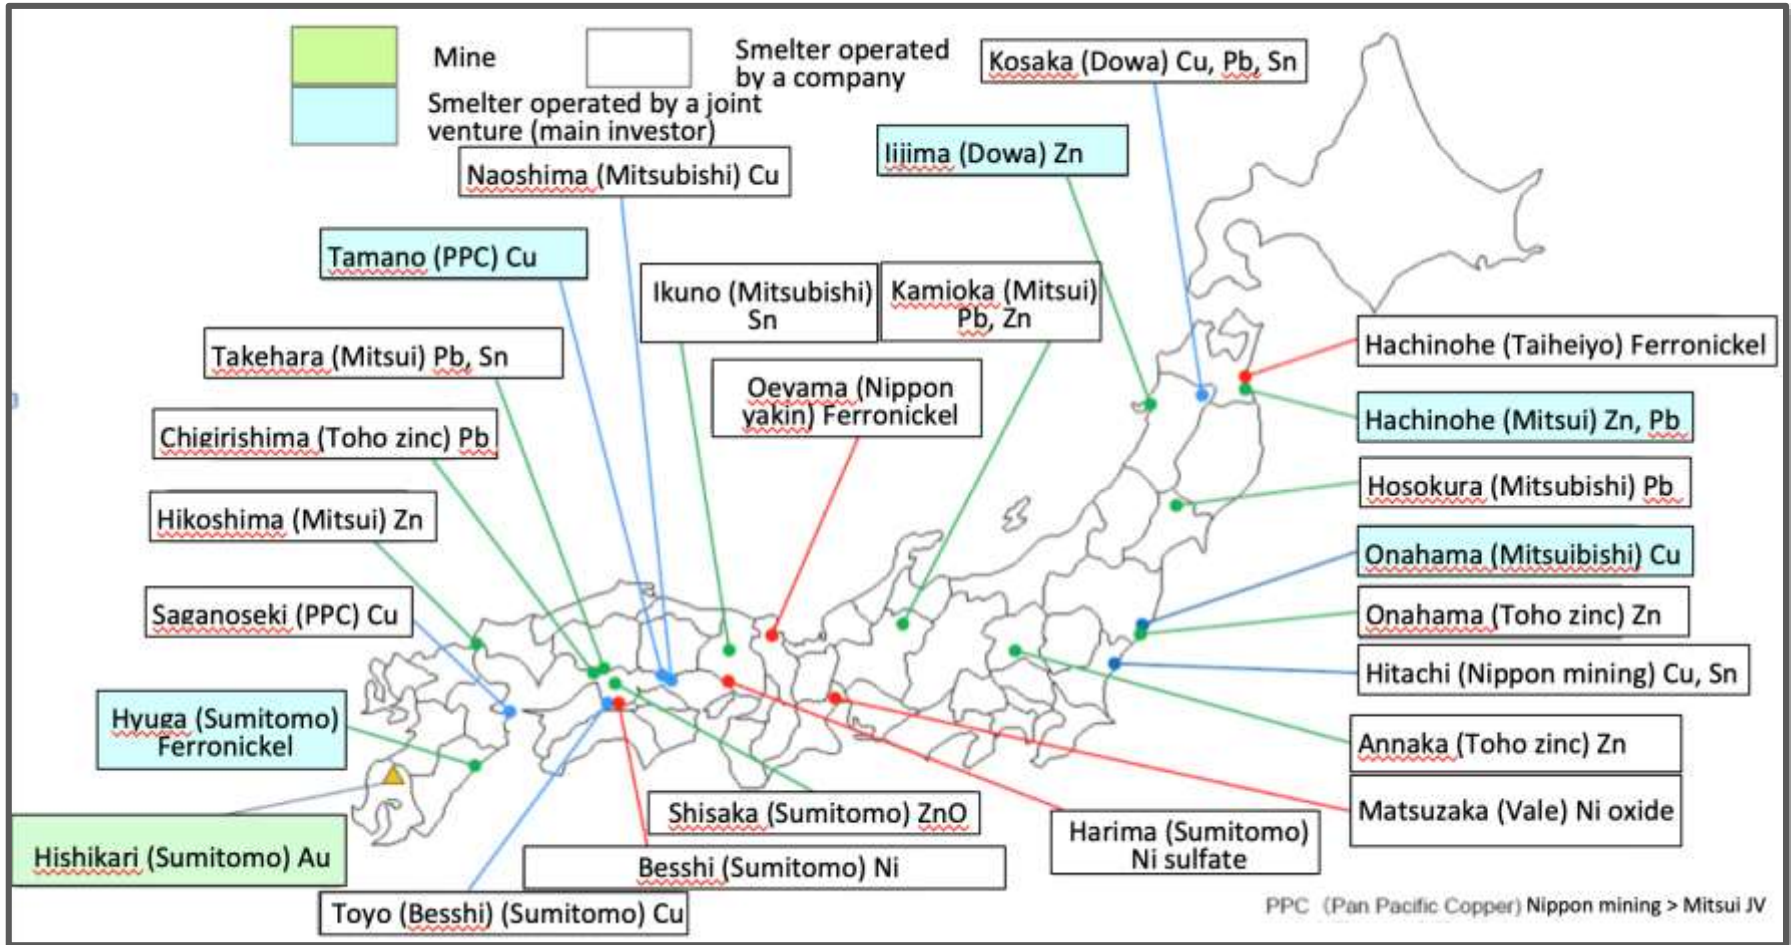 Mine
Smelter operated
by a company
Smelter operated by a joint
venture (main investor)
Kosaka (Dowa) Cu, Pb, Sn
Iijima (Dowa) Zn
Naoshima (Mitsubishi) Cu
Tamano (PPC) Cu
Ikuno (Mitsubishi)
Sn
Kamioka (Mitsui)
Pb, Zn
Takehara (Mitsui) Pb, Sn
Hachinohe (Taiheiyo) Ferronickel
Oeyama (Nippon
yakin) Ferronickel
Chigirishima (Toho zinc) Pb
Hachinohe (Mitsui) Zn, Pb
Hosokura (Mitsubishi) Pb
Hikoshima (Mitsui) Zn
Onahama (Mitsuibishi) Cu
Saganoseki (PPC) Cu
Onahama (Toho zinc) Zn
Hitachi (Nippon mining) Cu, Sn
Hyuga (Sumitomo)
Ferronickel
Annaka (Toho zinc) Zn
Shisaka (Sumitomo) ZnO
Matsuzaka (Vale) Ni oxide
Harima (Sumitomo)
Ni sulfate
Hishikari (Sumitomo) Au
Besshi (Sumitomo) Ni
Toyo (Besshi) (Sumitomo) Cu
PPC (Pan Pacific Copper) Nippon mining > Mitsui JV